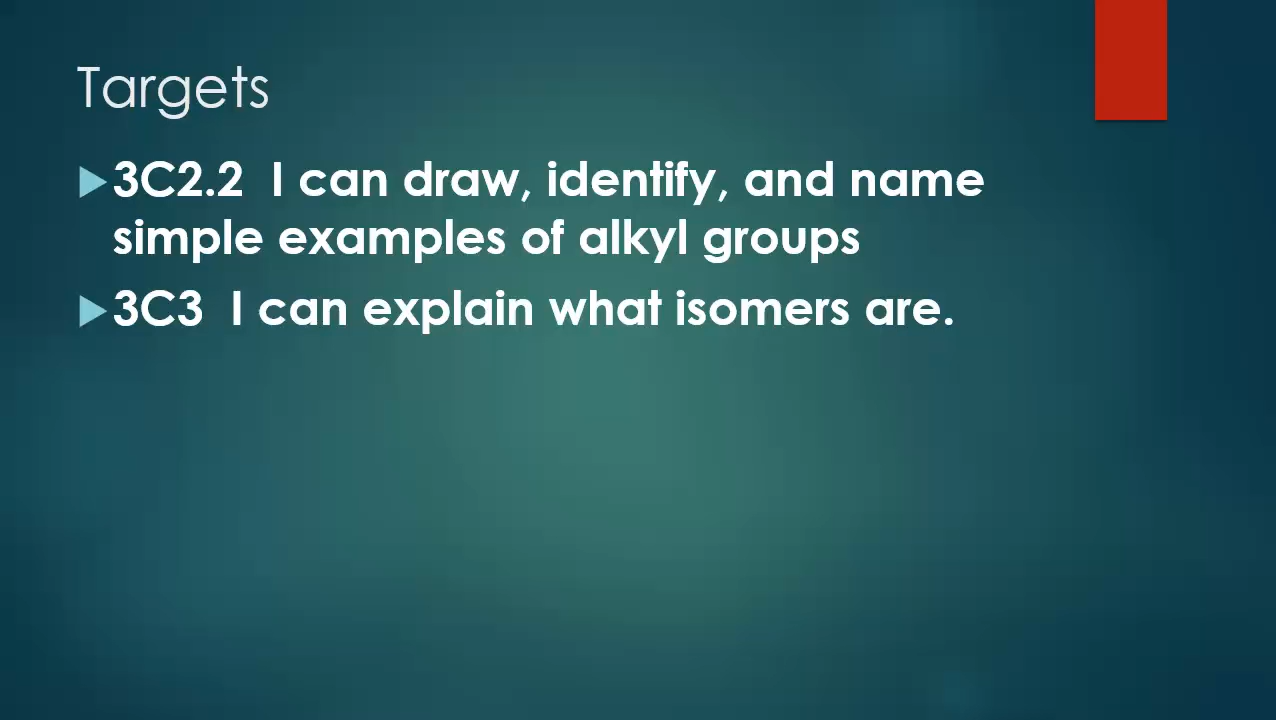 Targets
3C2.2 I can draw, identify, and name
simple examples of alkyl groups
3C3 I can explain what isomers are.